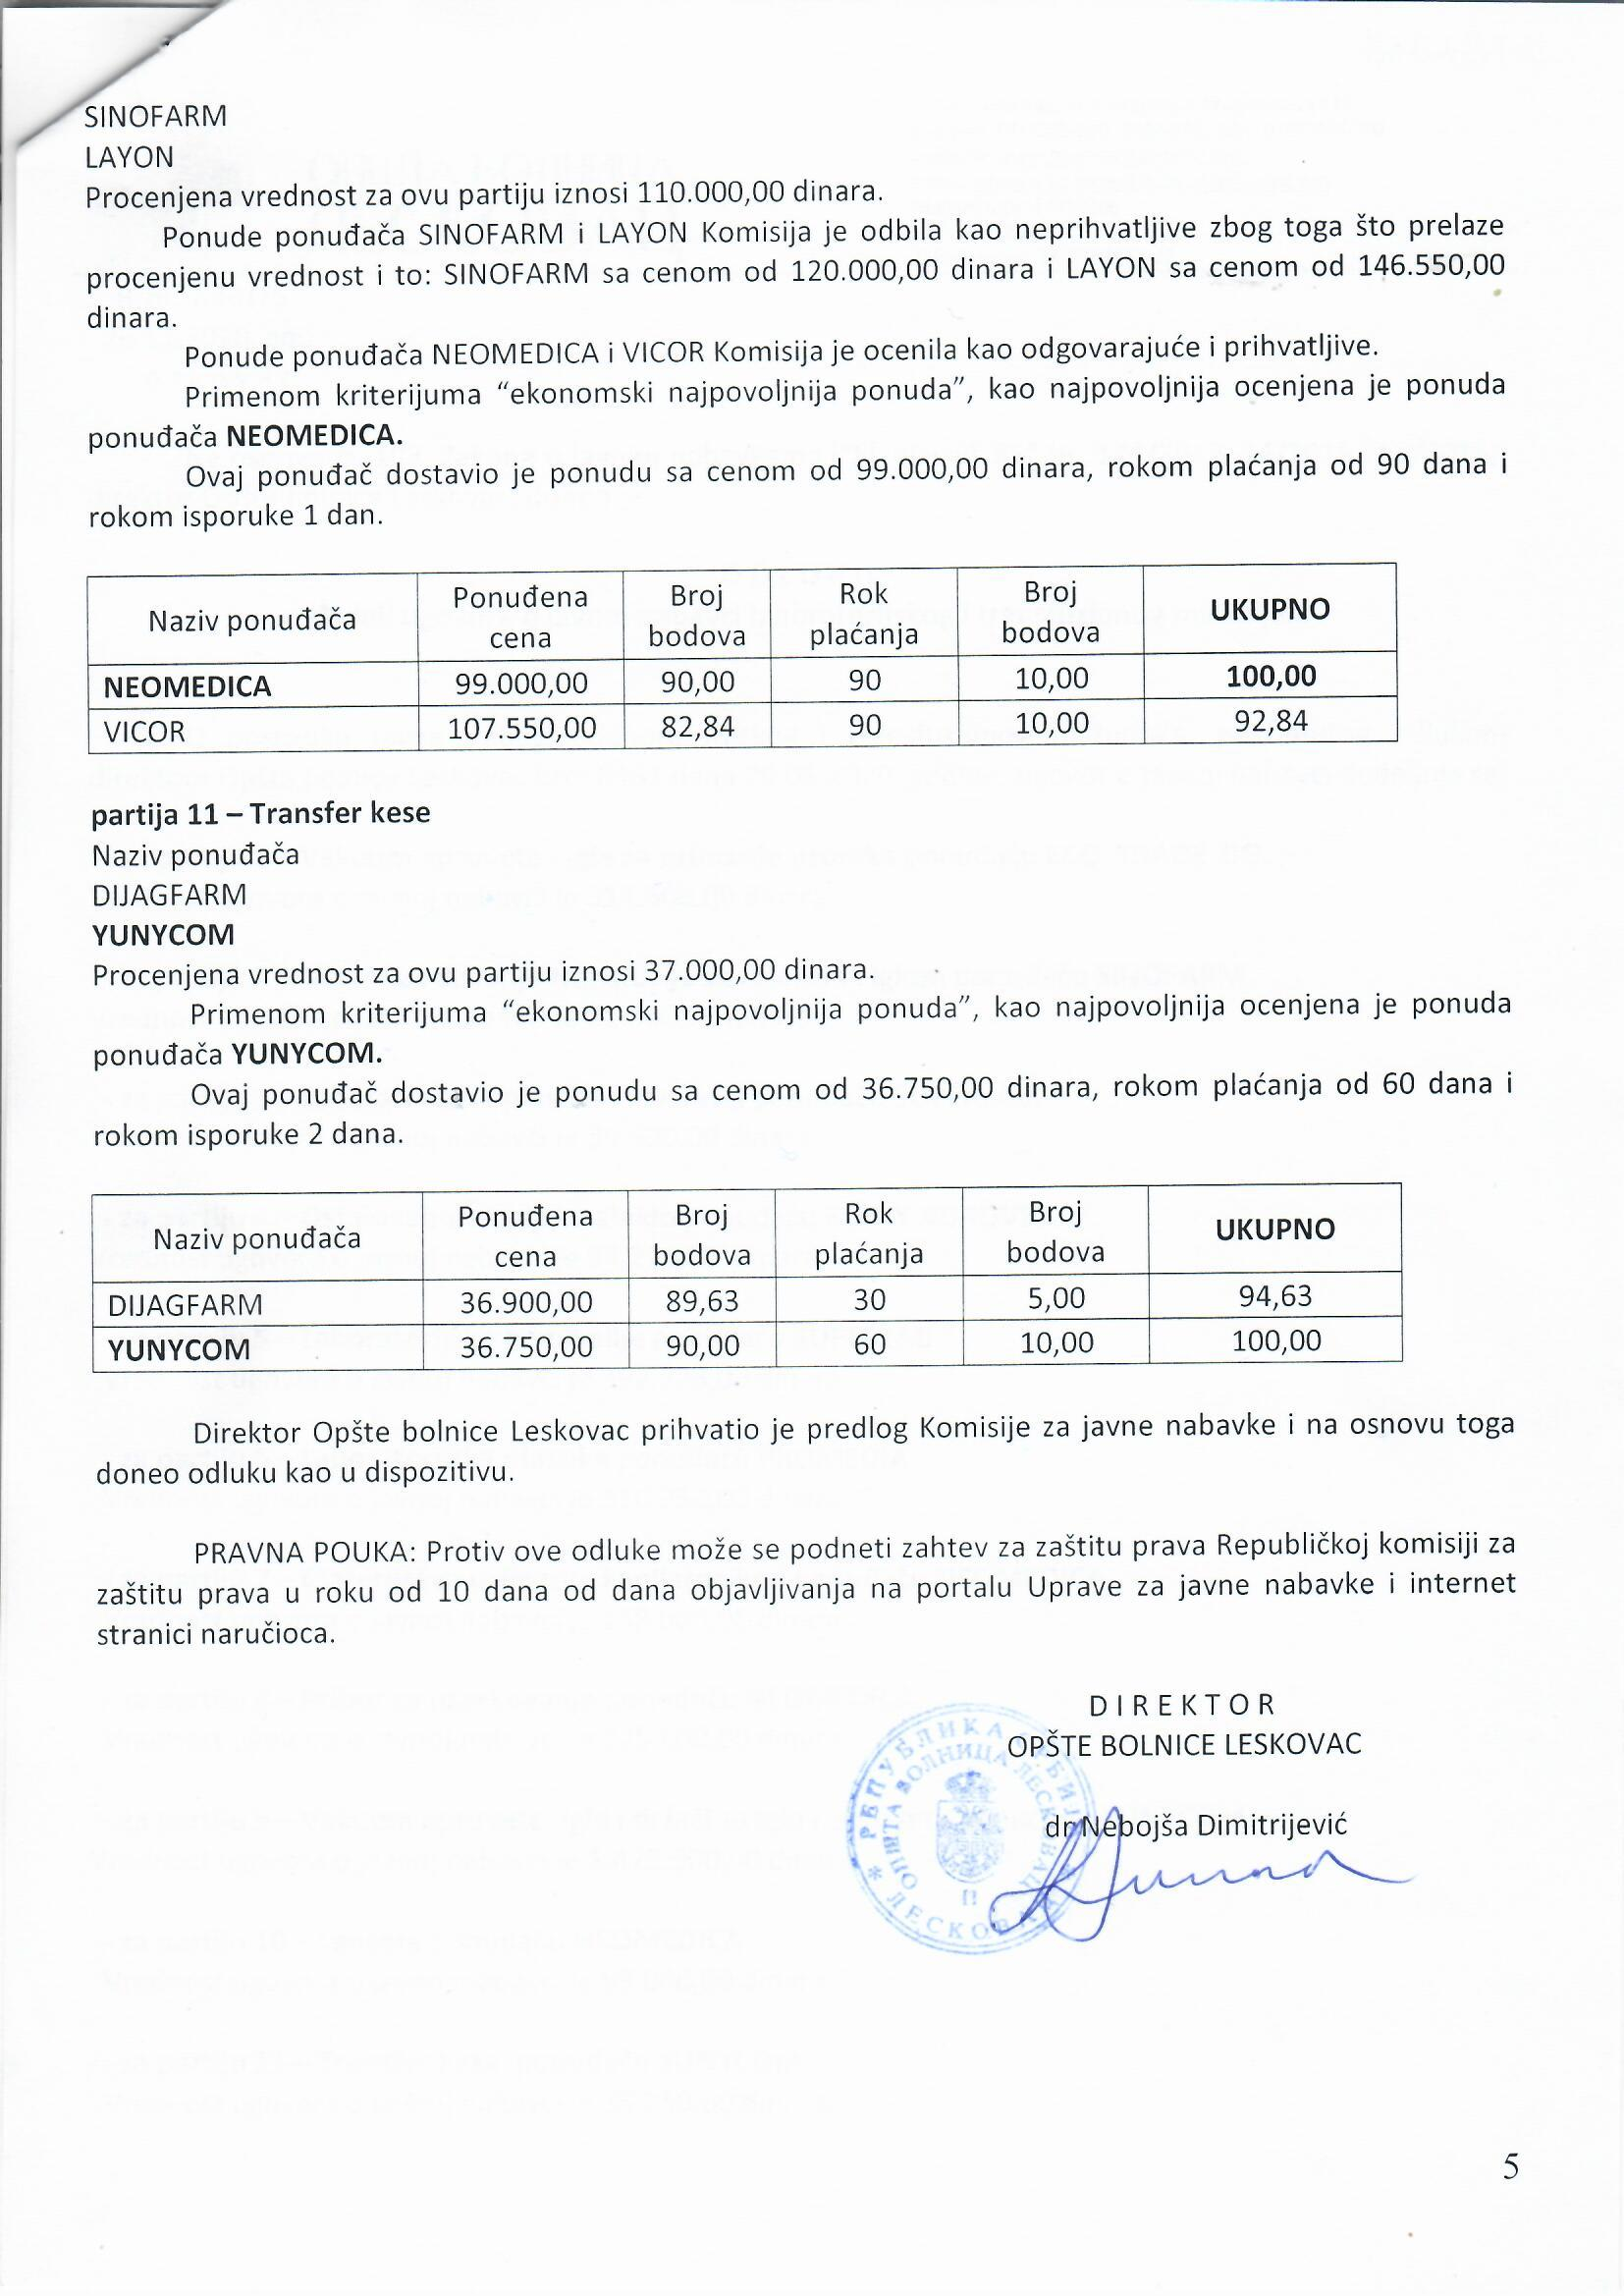 SINOFARM
LAYON
Procenjena vrednost za ovu partiju iznosi 110.000,00 dinara.
Ponude ponuđača SINOFARM i LAYON Komisija je odbila kao neprihvatljive zbog toga što prelaze
procenjenu vrednost i to: SINOFARM sa cenom od 120.000,00 dinara i LAYON sa cenom od 146.550,00
dinara.
Ponude ponuđača NEOMEDICA i VICOR Komisija je ocenila kao odgovarajuće i prihvatljive.
Primenom kriterijuma “ekonomski najpovoljnija ponuda”, kao najpovoljnija ocenjena je ponuda
ponuđača NEOMEDICA.
Ovaj ponuđač dostavio je ponudu sa cenom od 99.000,00 dinara, rokom plaćanja od 90 dana i
rokom isporuke 1 dan.
Naziv ponuđača Ponuđena cena Broj bodova Rok plaćanja Broj bodova UKUPNO
NEOMEDICA 99.000,00 90,00 90 10,00 100,00
VICOR 107.550,00 82,84 90 10,00 92,84
partija 11 – Transfer kese
Naziv ponuđača
DIJAGFARM
YUNYCOM
Procenjena vrednost za ovu partiju iznosi 37.000,00 dinara.
Primenom kriterijuma “ekonomski najpovoljnija ponuda”, kao najpovoljnija ocenjena je ponuda
ponuđača YUNYCOM.
Ovaj ponuđač dostavio je ponudu sa cenom od 36.750,00 dinara, rokom plaćanja od 60 dana i
rokom isporuke 2 dana.
Naziv ponuđača Ponuđena cena Broj bodova Rok plaćanja Broj bodova UKUPNO
DIJAGFARM 36.900,00 89,63 30 5,00 94,63
YUNYCOM 36.750,00 90,00 60 10,00 100,00
Direktor Opšte bolnice Leskovac prihvatio je predlog Komisije za javne nabavke i na osnovu toga
doneo odluku kao u dispozitivu.
PRAVNA POUKA: Protiv ove odluke može se podneti zahtev za zaštitu prava Republičkoj komisiji za
zaštitu prava u roku od 10 dana od dana objavljivanja na portalu Uprave za javne nabavke i internet
stranici naručioca.
D I R E K T O R
OPŠTE BOLNICE LESKOVAC
dr Nebojša Dimitrijević
РЕПУБЛИКА СРБИЈА
ОПШТА БОЛНИЦА ЛЕСКОВАЦ
П
ЛЕСКОВАЦ
5